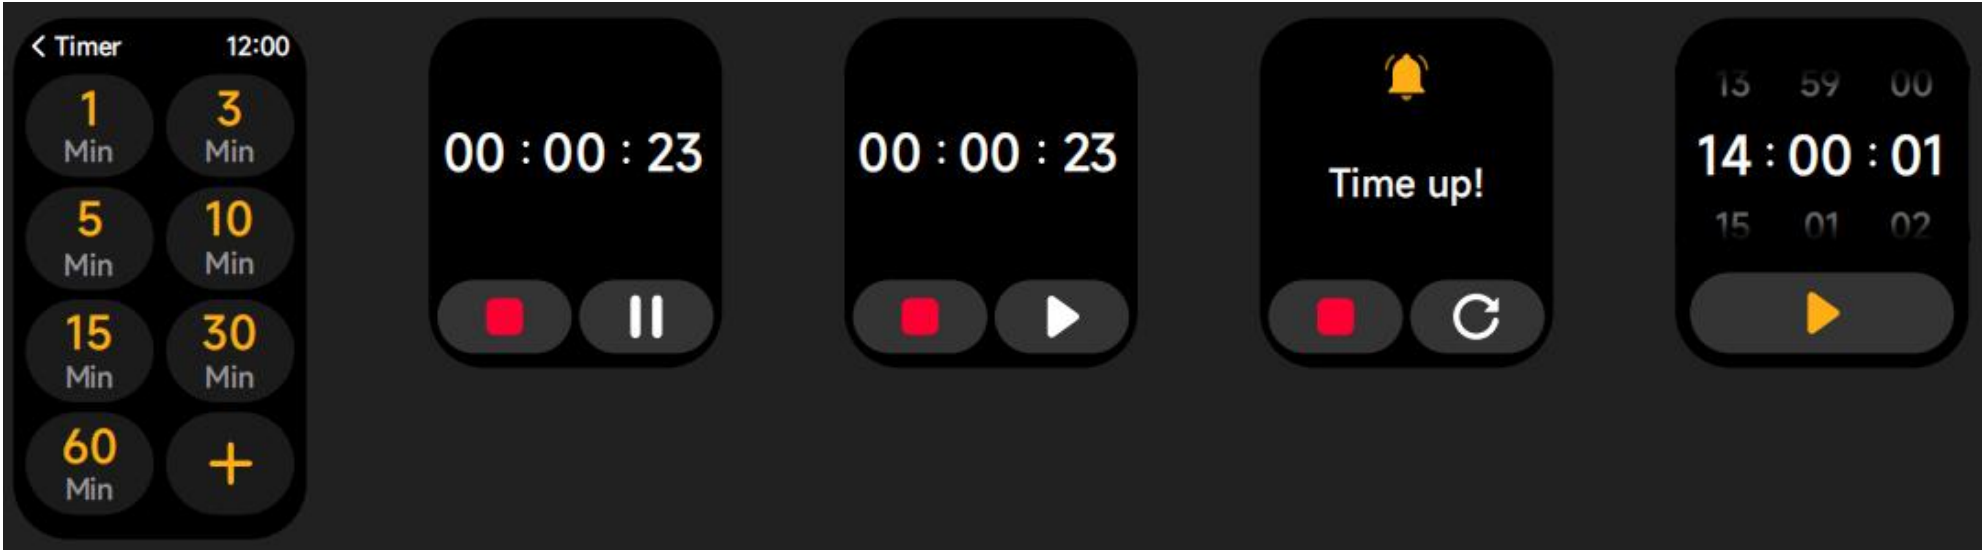 Timer 12:00
1 3
Min Min
5 10
Min Min
15 30
Min Min
60 +
Min
00 : 00 : 23
00 : 00 : 23
Time up!
13 59 00
14 : 00 : 01
15 01 02